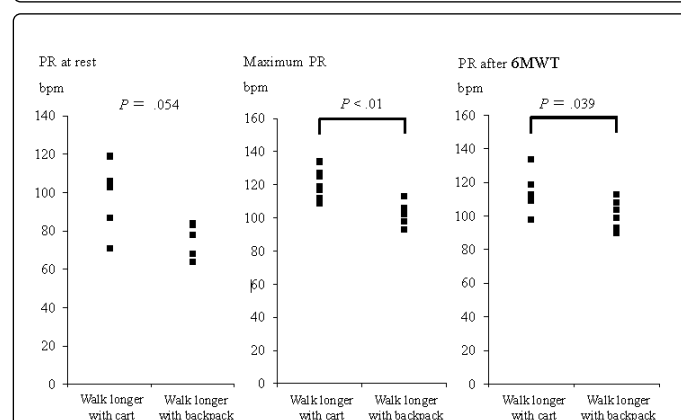 PR at rest
bpm
P = .054
140
120
100
80
60
40
20
0
Walk longer with cart
Walk longer with backpack
Maximum PR
bpm
P < .01
160
140
120
100
80
60
40
20
0
Walk longer with cart
Walk longer with backpack
PR after 6MWT
bpm
P = .039
160
140
120
100
80
60
40
20
0
Walk longer with cart
Walk longer with backpack